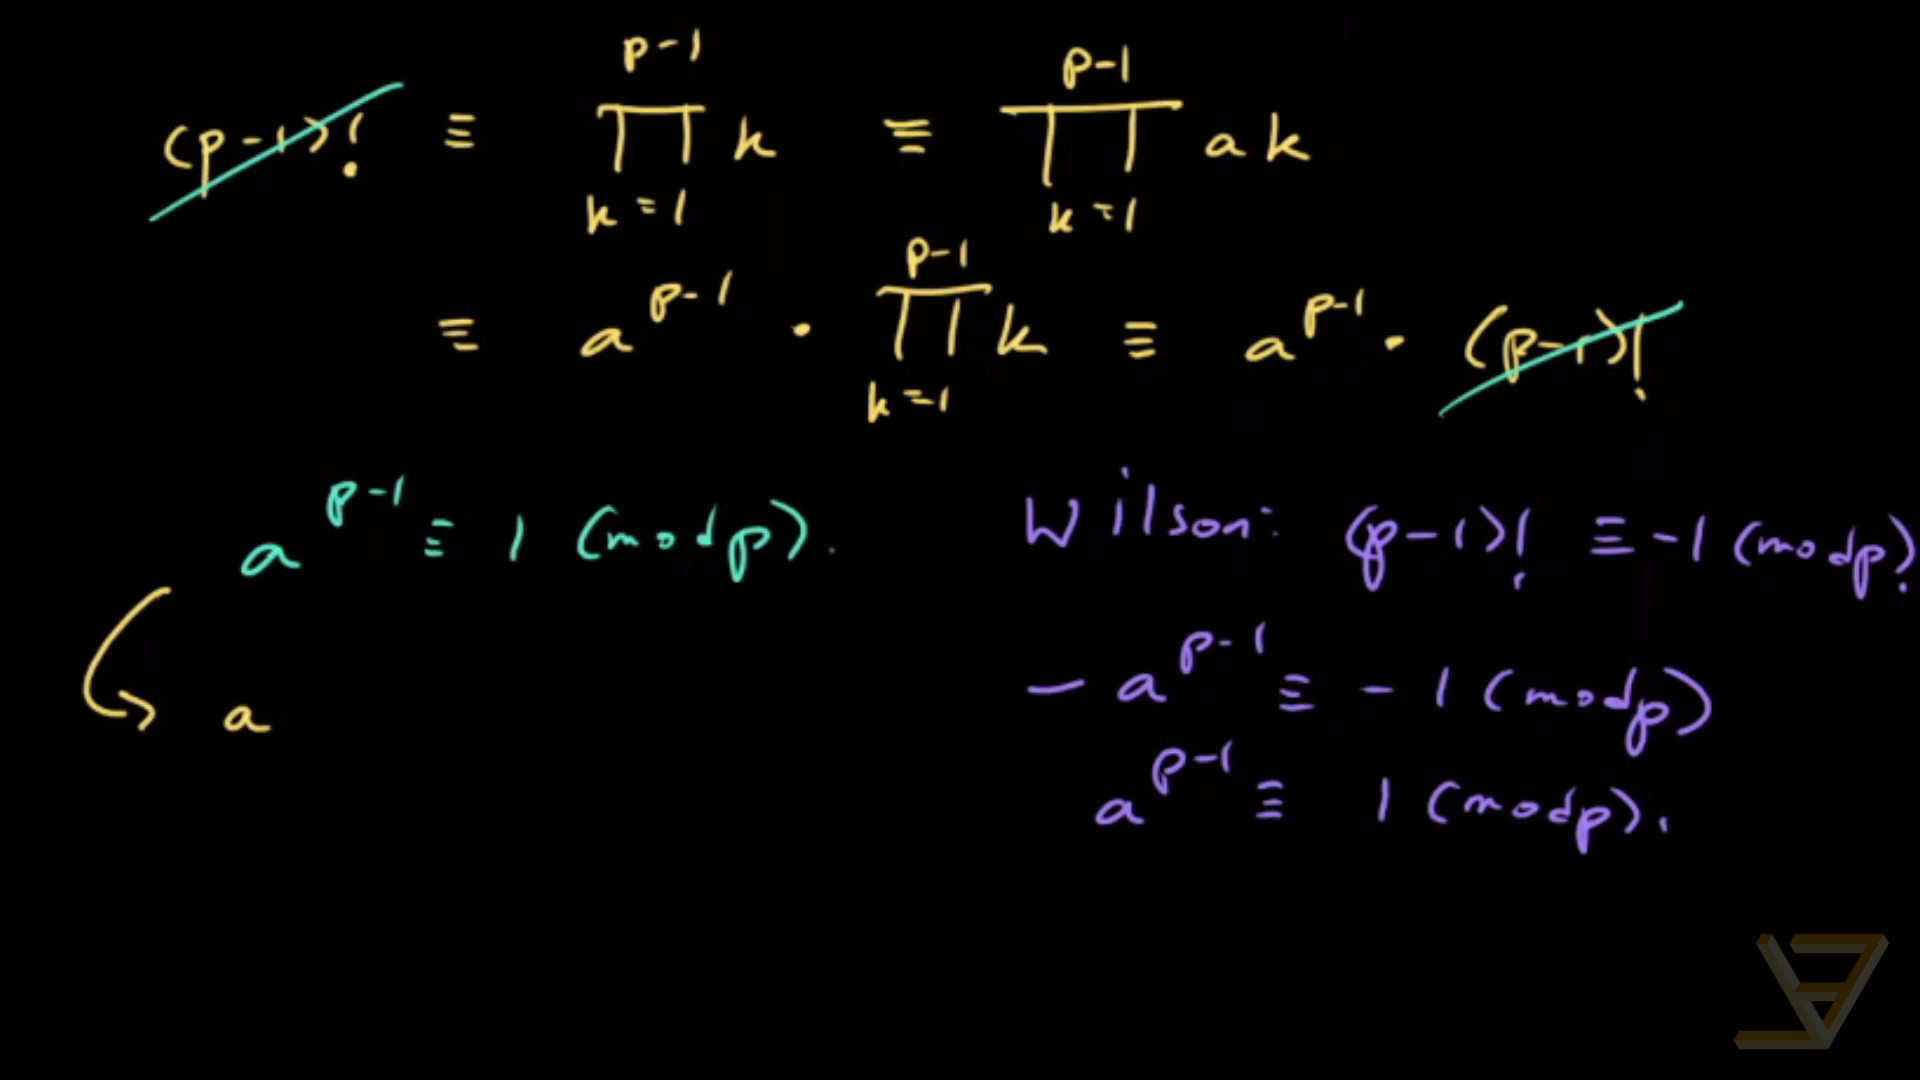 (p-1)! ≡ ∏_{k=1}^{p-1} k ≡ ∏_{k=1}^{p-1} ak
≡ a^{p-1} · ∏_{k=1}^{p-1} k ≡ a^{p-1} · (p-1)!
a^{p-1} ≡ 1 (mod p).
a
Wilson: (p-1)! ≡ -1 (mod p).
- a^{p-1} ≡ -1 (mod p)
a^{p-1} ≡ 1 (mod p).